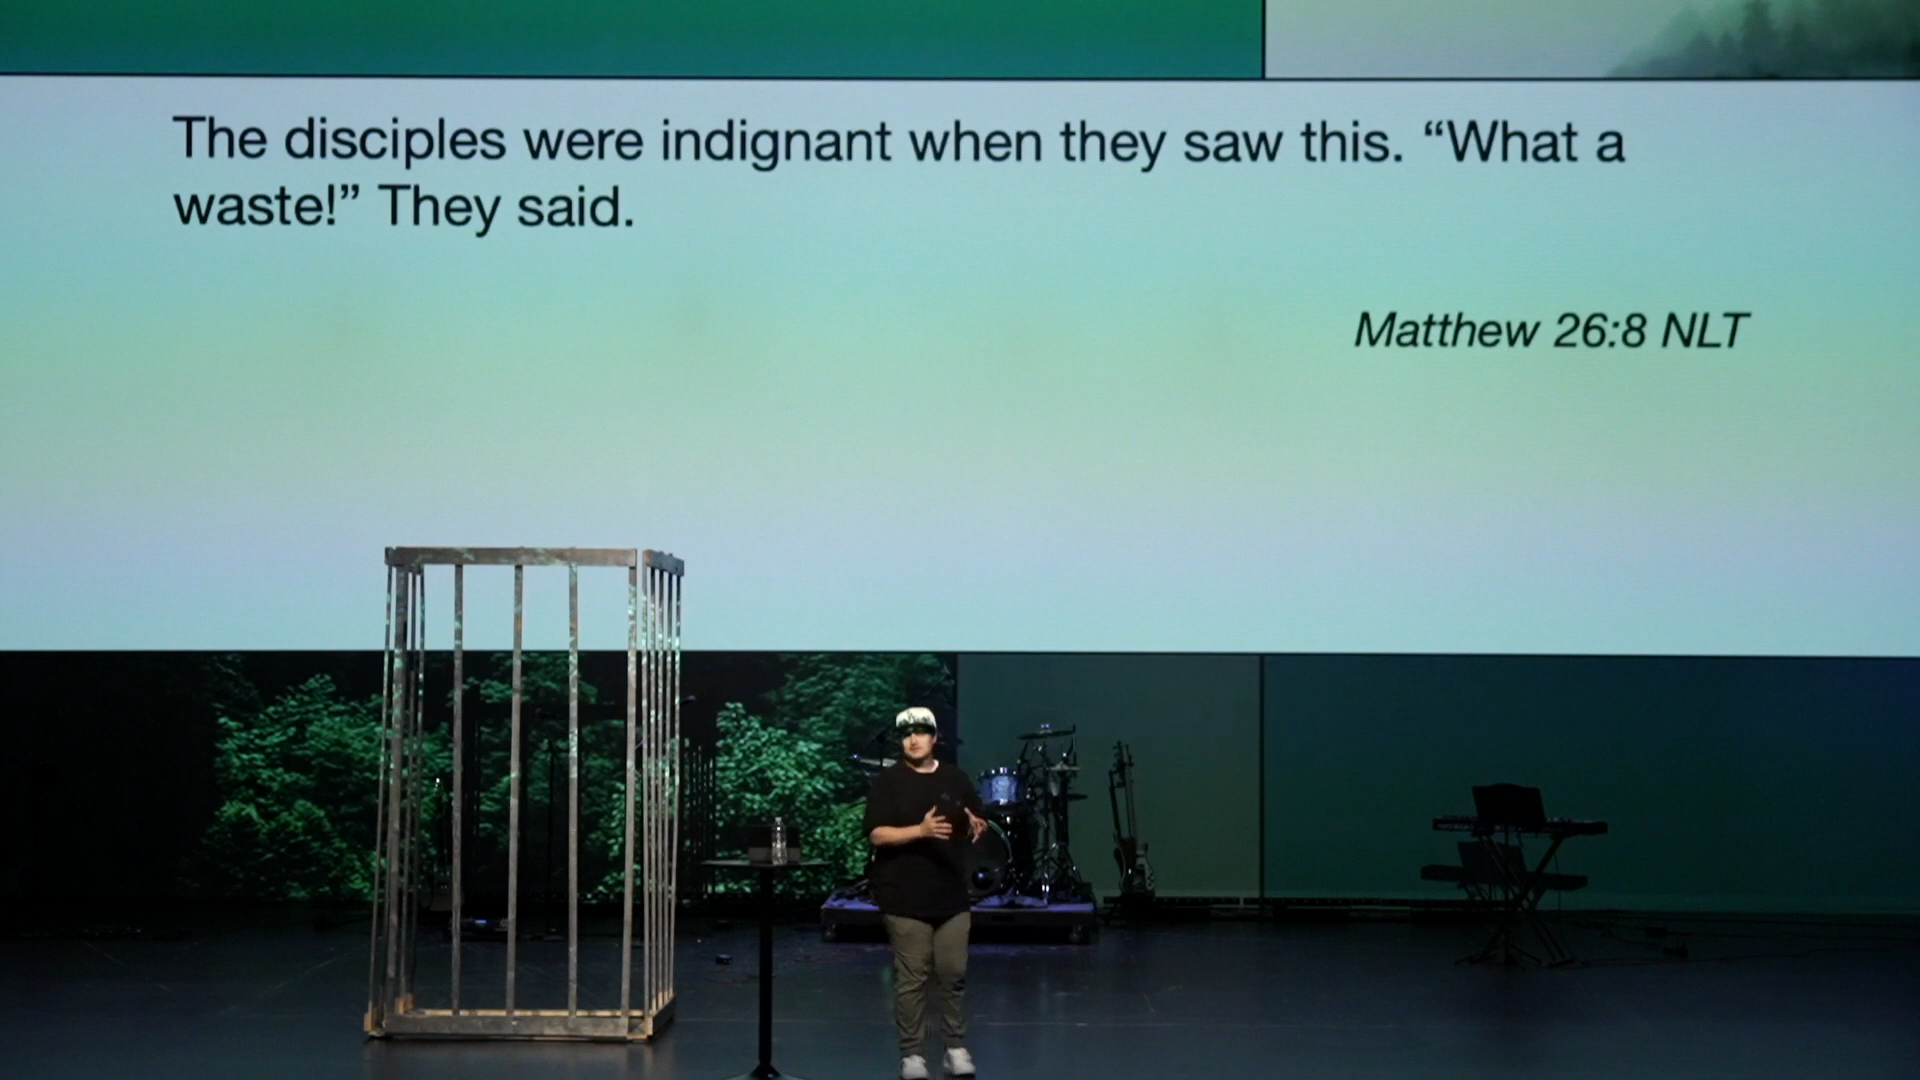 The disciples were indignant when they saw this. “What a
waste!” They said.
Matthew 26:8 NLT